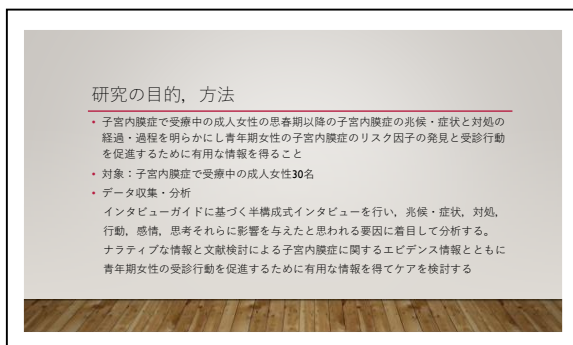 研究の目的，方法
• 子宮内膜症で受療中の成人女性の思春期以降の子宮内膜症の兆候・症状と対処の
経過・過程を明らかにし青年期女性の子宮内膜症のリスク因子の発見と受診行動
を促進するために有用な情報を得ること
• 対象：子宮内膜症で受療中の成人女性30名
• データ収集・分析
インタビューガイドに基づく半構成式インタビューを行い，兆候・症状，対処，
行動，感情，思考それらに影響を与えたと思われる要因に着目して分析する。
ナラティブな情報と文献検討による子宮内膜症に関するエビデンス情報とともに
青年期女性の受診行動を促進するために有用な情報を得てケアを検討する